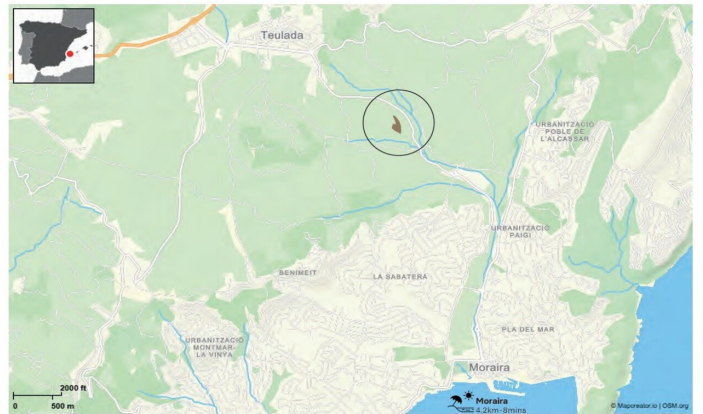 Teulada
URBANITZACIÓ
POBLE DE
L'ALCASSAR
URBANITZACIÓ
PAIGI
BENIMEIT
LA SABATERA
PLA DEL MAR
URBANITZACIÓ
MONTMAR-
LA VINYA
Moraira
Moraira
4.2km-8mins
2000 ft
0 500 m
© Mapcreator.io | OSM.org